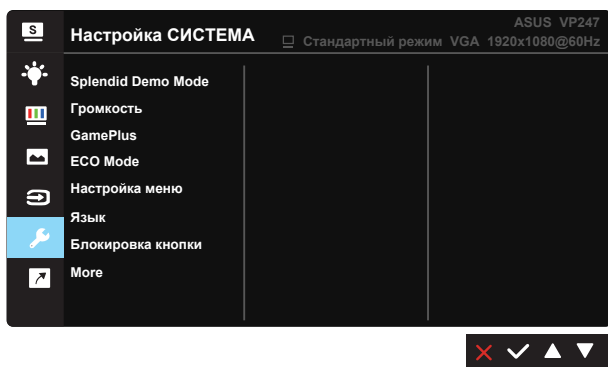 S
ASUS VP247
Настройка СИСТЕМА
Стандартный режим VGA 1920x1080@60Hz
Splendid Demo Mode
Громкость
GamePlus
ECO Mode
Настройка меню
Язык
Блокировка кнопки
More